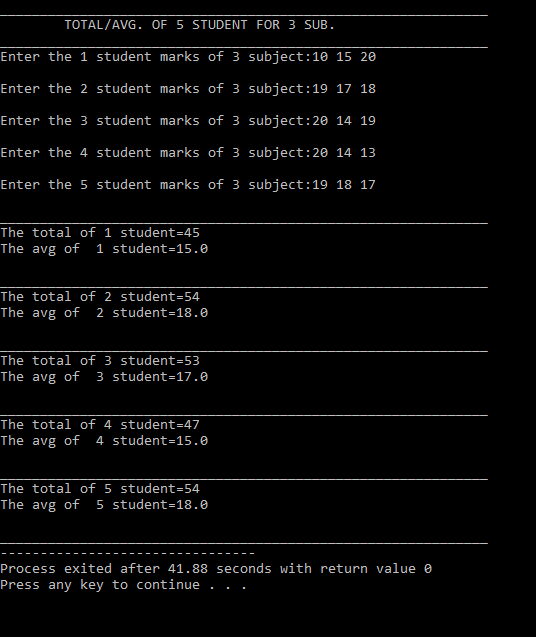 TOTAL/AVG. OF 5 STUDENT FOR 3 SUB.
Enter the 1 student marks of 3 subject:10 15 20
Enter the 2 student marks of 3 subject:19 17 18
Enter the 3 student marks of 3 subject:20 14 19
Enter the 4 student marks of 3 subject:20 14 13
Enter the 5 student marks of 3 subject:19 18 17
The total of 1 student=45
The avg of  1 student=15.0
The total of 2 student=54
The avg of  2 student=18.0
The total of 3 student=53
The avg of  3 student=17.0
The total of 4 student=47
The avg of  4 student=15.0
The total of 5 student=54
The avg of  5 student=18.0
--------------------------------
Process exited after 41.88 seconds with return value 0
Press any key to continue . . .